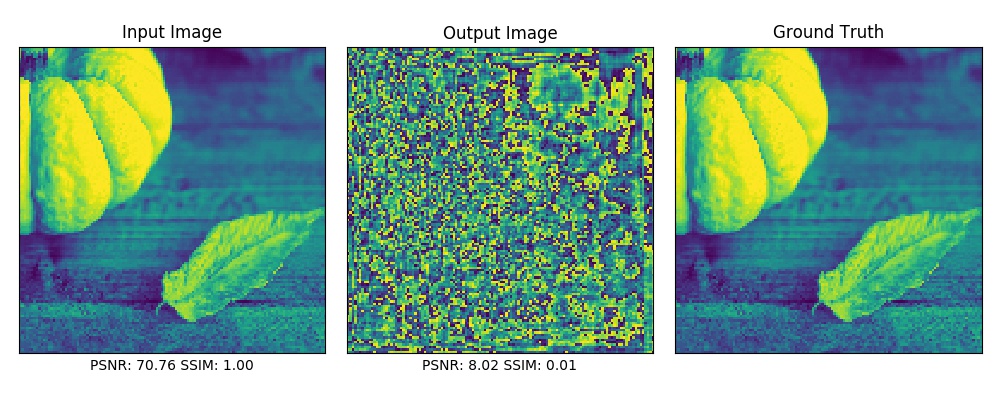 Input Image
Output Image
Ground Truth
PSNR: 70.76 SSIM: 1.00
PSNR: 8.02 SSIM: 0.01